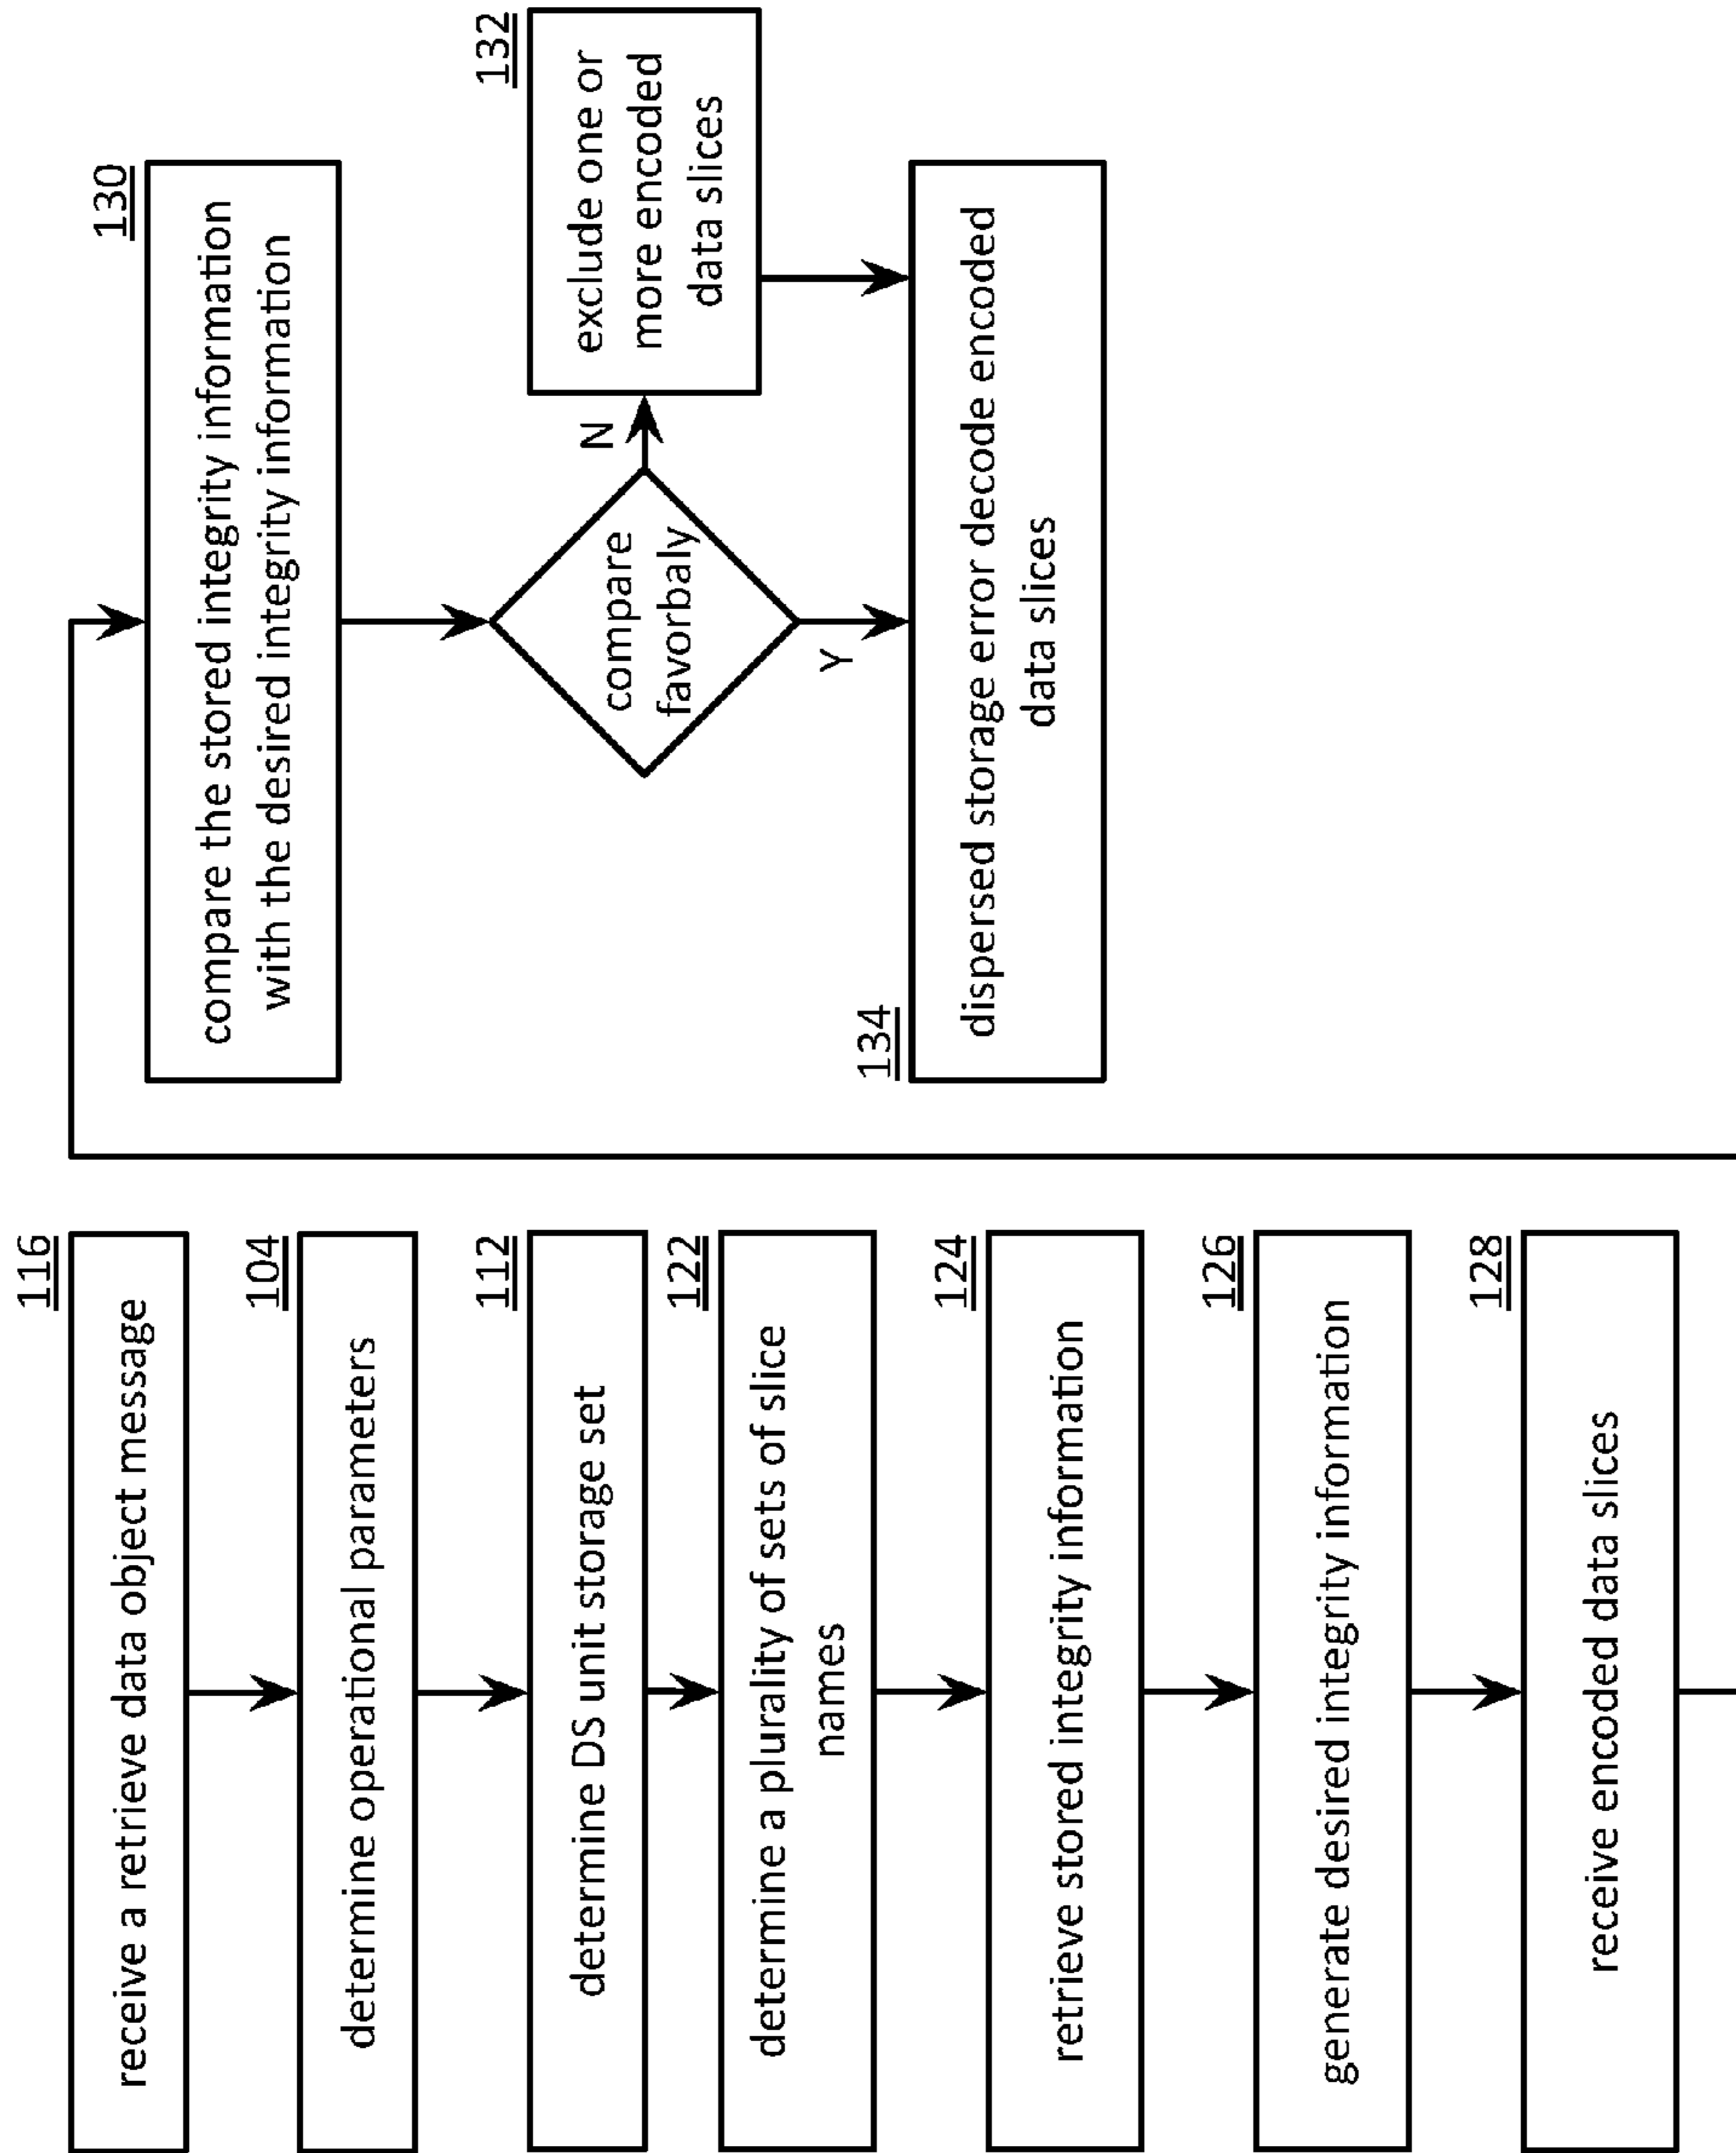 116
receive a retrieve data object message
104
determine operational parameters
112
determine DS unit storage set
122
determine a plurality of sets of slice
names
124
retrieve stored integrity information
126
generate desired integrity information
128
receive encoded data slices
130
compare the stored integrity information
with the desired integrity information
compare
favorbaly
N
Y
132
exclude one or
more encoded
data slices
134
dispersed storage error decode encoded
data slices